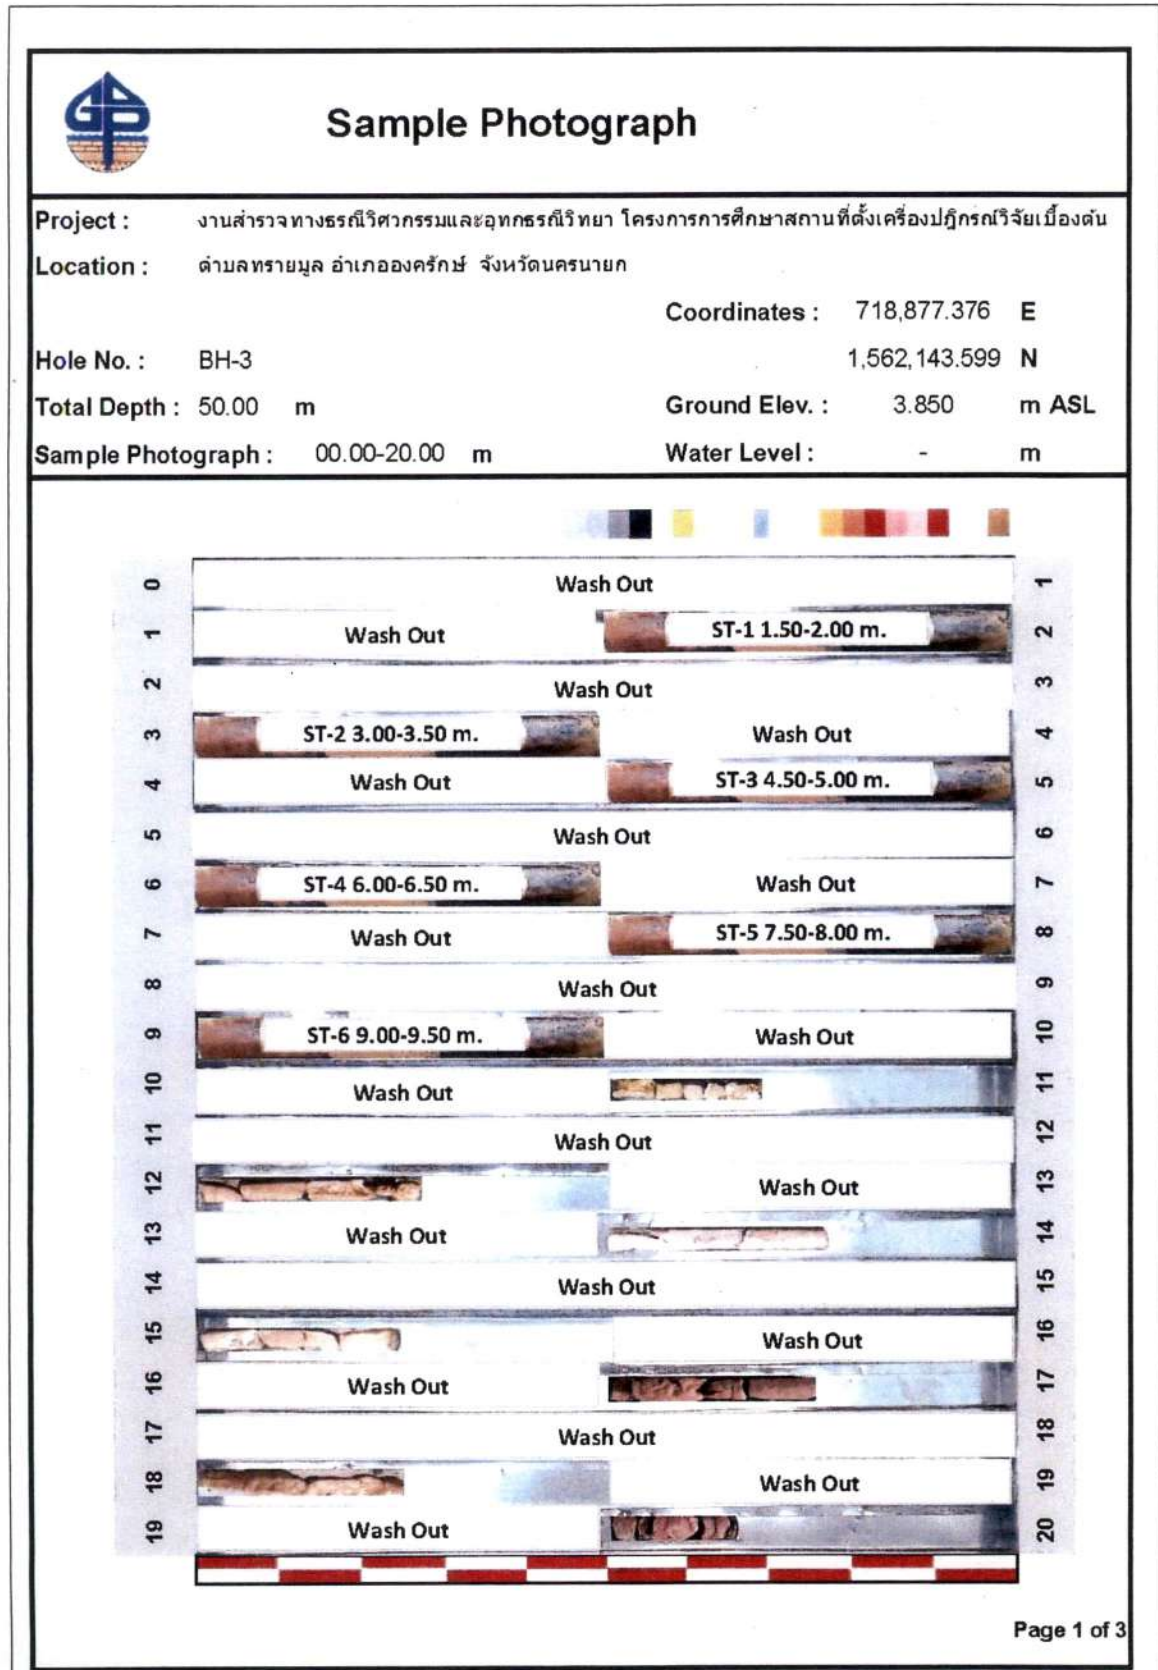 GPP
Sample Photograph
Project : งานสำรวจทางธรณีวิศวกรรมและอุทกธรณีวิทยา โครงการการศึกษาสถานที่ตั้งเครื่องปฏิกรณ์วิจัยเบื้องต้น
Location : ตำบลทรายมูล อำเภอองครักษ์ จังหวัดนครนายก
Coordinates : 718,877.376 E
Hole No. : BH-3 1,562,143.599 N
Total Depth : 50.00 m Ground Elev. : 3.850 m ASL
Sample Photograph : 00.00-20.00 m Water Level : - m
0 Wash Out 1
1 Wash Out ST-1 1.50-2.00 m. 2
2 Wash Out 3
3 ST-2 3.00-3.50 m. Wash Out 4
4 Wash Out ST-3 4.50-5.00 m. 5
5 Wash Out 6
6 ST-4 6.00-6.50 m. Wash Out 7
7 Wash Out ST-5 7.50-8.00 m. 8
8 Wash Out 9
9 ST-6 9.00-9.50 m. Wash Out 10
10 Wash Out 11
11 Wash Out 12
12 Wash Out 13
13 Wash Out 14
14 Wash Out 15
15 Wash Out 16
16 Wash Out 17
17 Wash Out 18
18 Wash Out 19
19 Wash Out 20
Page 1 of 3